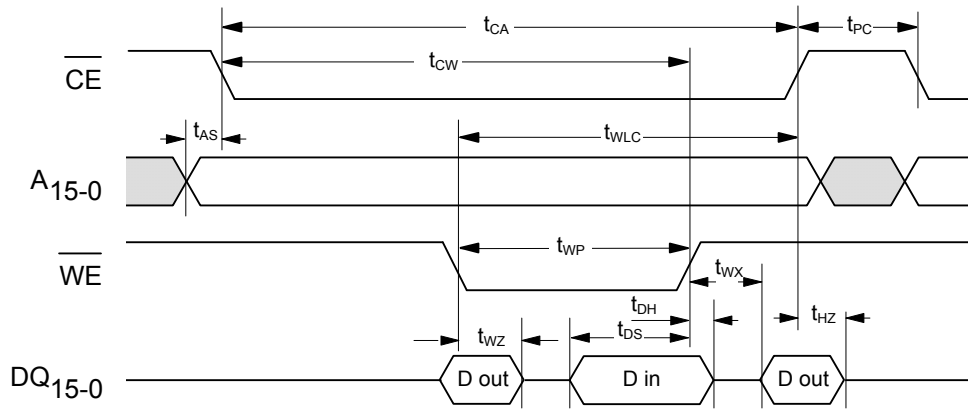 tCA
tPC
CE
tCW
tAS
tWLC
A15-0
WE
tWP
tWX
tDH
tHZ
tWZ
tDS
DQ15-0
D out
D in
D out